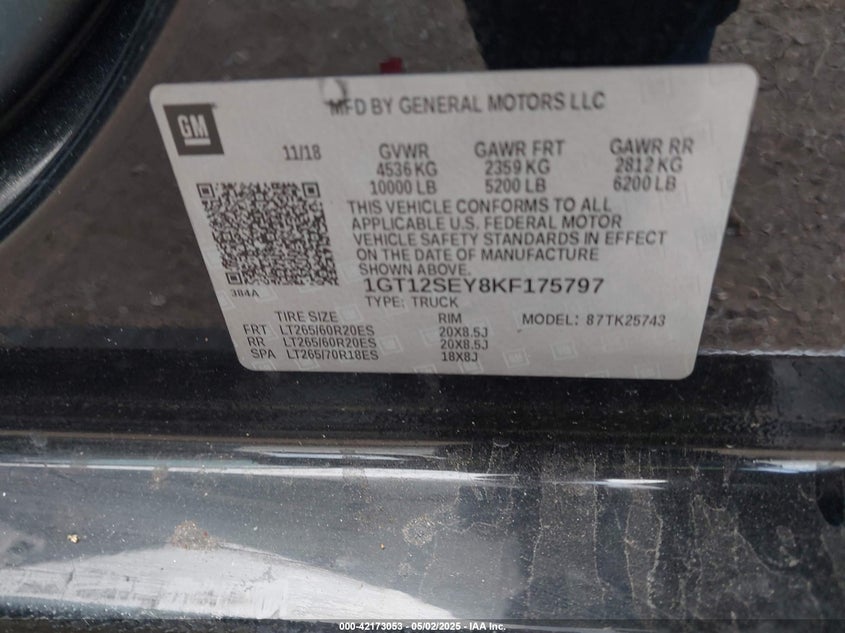 MFD BY GENERAL MOTORS LLC
GM
11/18 GVWR GAWR FRT GAWR RR
4536 KG 2359 KG 2812 KG
10000 LB 5200 LB 6200 LB
THIS VEHICLE CONFORMS TO ALL
APPLICABLE U.S. FEDERAL MOTOR
VEHICLE SAFETY STANDARDS IN EFFECT
ON THE DATE OF MANUFACTURE
SHOWN ABOVE.
384A 1GT12SEY8KF175797
TYPE: TRUCK
TIRE SIZE RIM MODEL: 87TK25743
FRT LT265/60R20ES 20X8.5J
RR LT265/60R20ES 20X8.5J
SPA LT265/70R18ES 18X8J
000-42173053 - 05/02/2025 - IAA Inc.